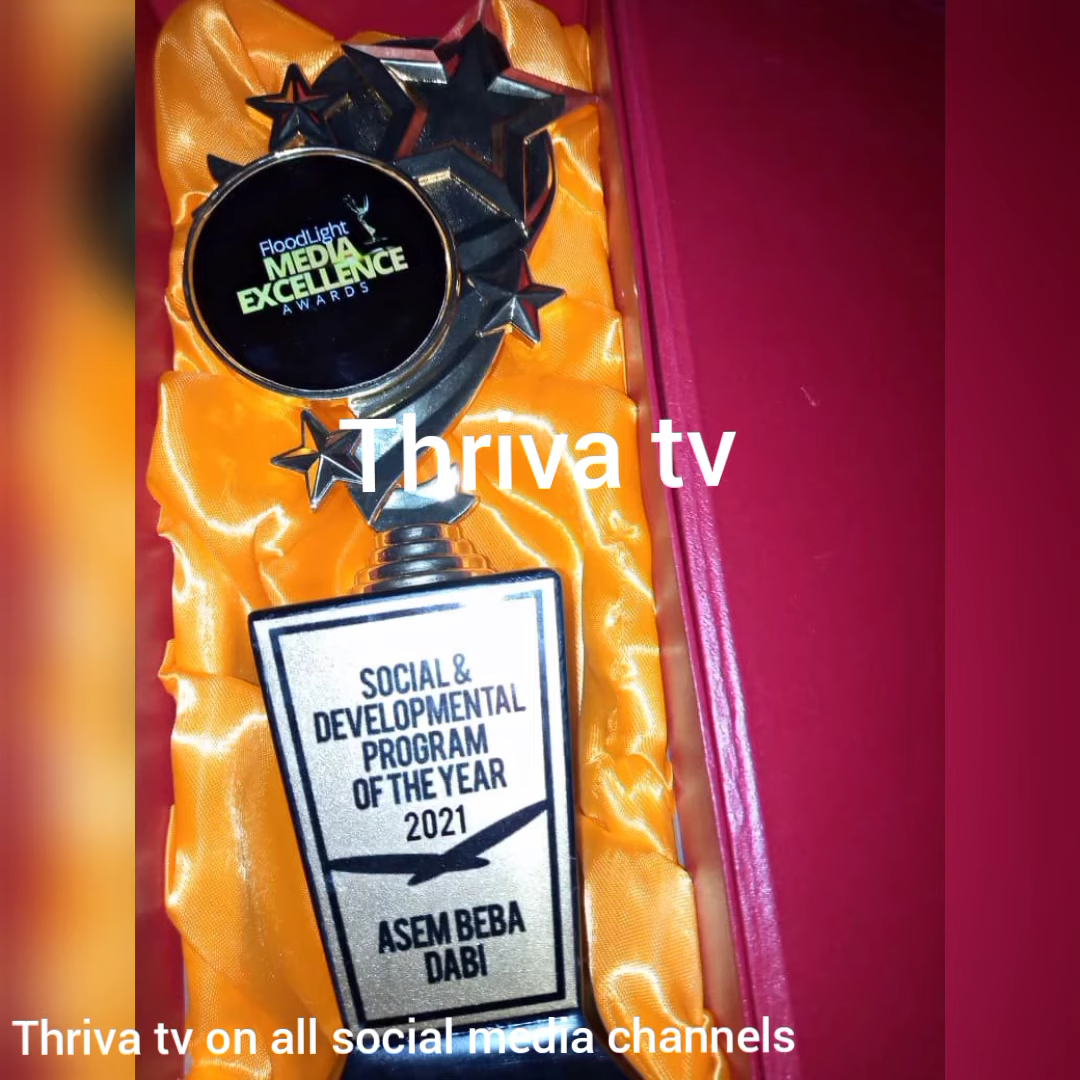 FloodLight
MEDIA
EXCELLENCE
AWARDS
Thriva tv
SOCIAL &
DEVELOPMENTAL
PROGRAM
OF THE YEAR
2021
ASEM BEBA
DABI
Thriva tv on all social media channels